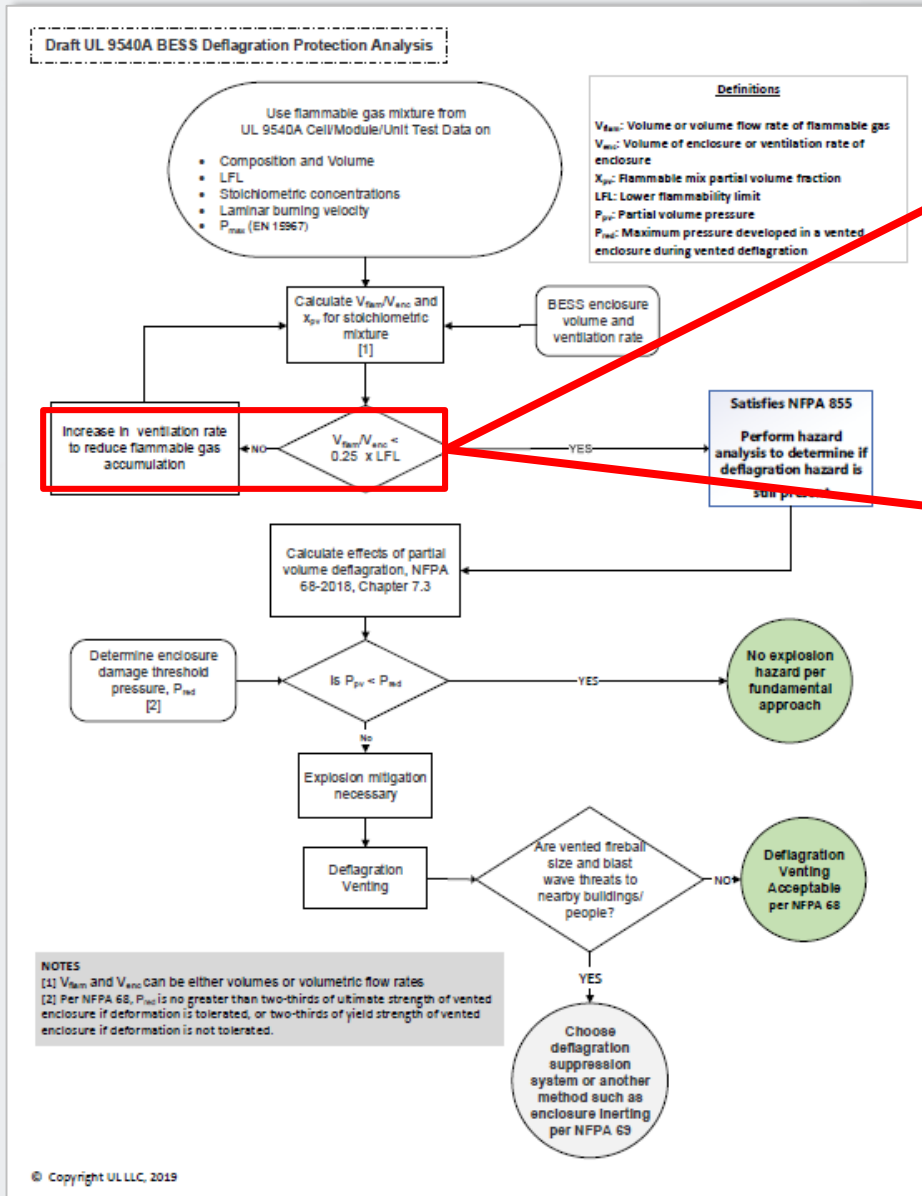 Draft UL 9540A BESS Deflagration Protection Analysis
Use flammable gas mixture from
UL 9540A Cell/Module/Unit Test Data on
• Composition and Volume
• LFL
• Stoichiometric concentrations
• Laminar burning velocity
• Pmax (EN 15967)
Definitions
Vflam: Volume or volume flow rate of flammable gas
Venc: Volume of enclosure or ventilation rate of
enclosure
Xpv: Flammable mix partial volume fraction
LFL: Lower flammability limit
Ppv: Partial volume pressure
Pred: Maximum pressure developed in a vented
enclosure during vented deflagration
Calculate Vflam/Venc and
xpv for stoichometric
mixture
[1]
BESS enclosure
volume and
ventilation rate
Increase in ventilation rate
to reduce flammable gas
accumulation
NO
Vflam/Venc <
0.25 x LFL
YES
Satisfies NFPA 855
Perform hazard
analysis to determine if
deflagration hazard is
still present
Calculate effects of partial
volume deflagration, NFPA
68-2018, Chapter 7.3
Determine enclosure
damage threshold
pressure, Pred
[2]
Is Ppv < Pred
YES
No explosion
hazard per
fundamental
approach
No
Explosion mitigation
necessary
Deflagration
Venting
Are vented fireball
size and blast
wave threats to
nearby buildings/
people?
NO
Deflagration
Venting
Acceptable
per NFPA 68
YES
Choose
deflagration
suppression
system or another
method such as
enclosure inerting
per NFPA 69
NOTES
[1] Vflam and Venc can be either volumes or volumetric flow rates
[2] Per NFPA 68, Pred is no greater than two-thirds of ultimate strength of vented
enclosure if deformation is tolerated, or two-thirds of yield strength of vented
enclosure if deformation is not tolerated.
© Copyright UL LLC, 2019